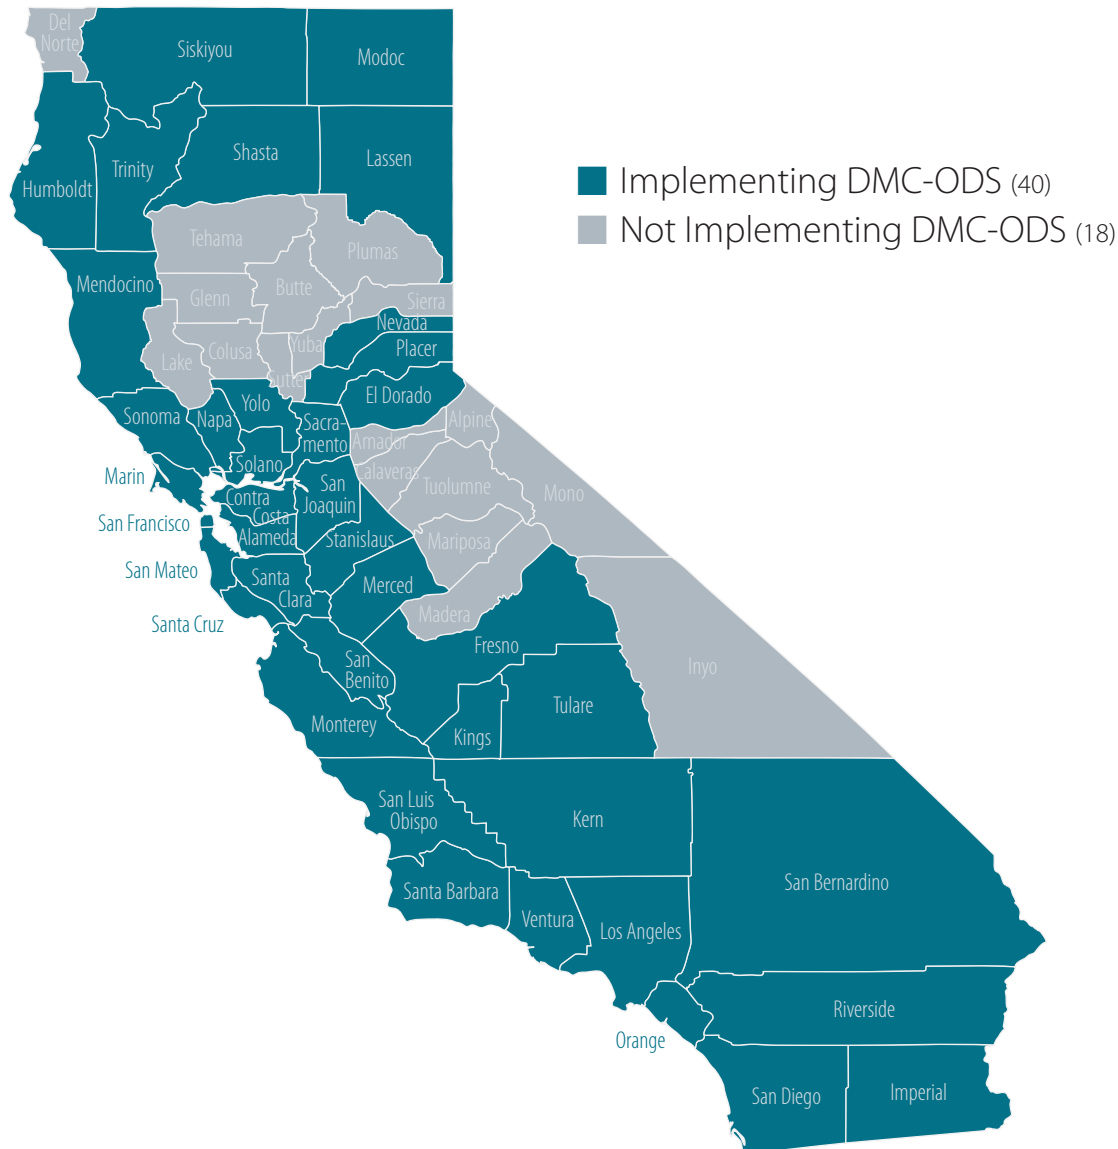 Del
Norte
Siskiyou
Modoc
Trinity
Shasta
Lassen
Humboldt
Implementing DMC-ODS (40)
Not Implementing DMC-ODS (18)
Tehama
Plumas
Mendocino
Glenn
Butte
Sierra
Nevada
Yuba
Placer
Lake
Colusa
Sutter
El Dorado
Yolo
Sonoma
Napa
Sacra-
mento
Alpine
Amador
Solano
Calaveras
Marin
San
Joaquin
Tuolumne
Mono
Contra
Costa
San Francisco
Alameda
Stanislaus
Mariposa
San Mateo
Santa
Clara
Merced
Madera
Santa Cruz
Fresno
San
Benito
Inyo
Tulare
Monterey
Kings
San Luis
Obispo
Kern
Santa Barbara
San Bernardino
Ventura
Los Angeles
Riverside
Orange
San Diego
Imperial